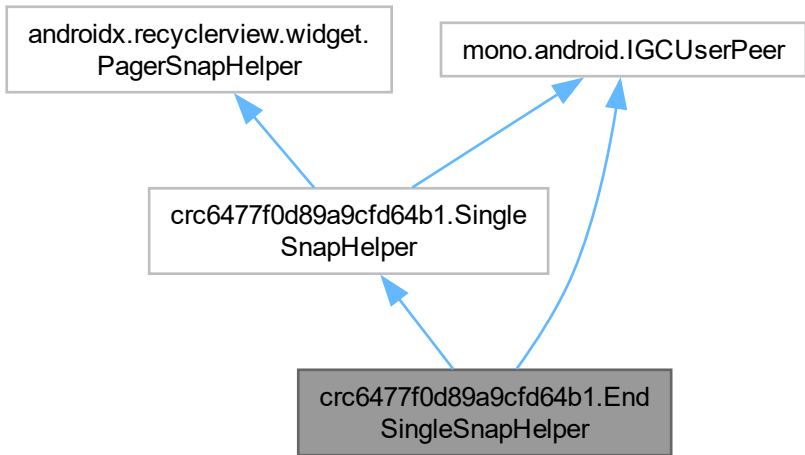 androidx.recyclerview.widget.
PagerSnapHelper
mono.android.IGCUserPeer
crc6477f0d89a9cfd64b1.Single
SnapHelper
crc6477f0d89a9cfd64b1.End
SingleSnapHelper